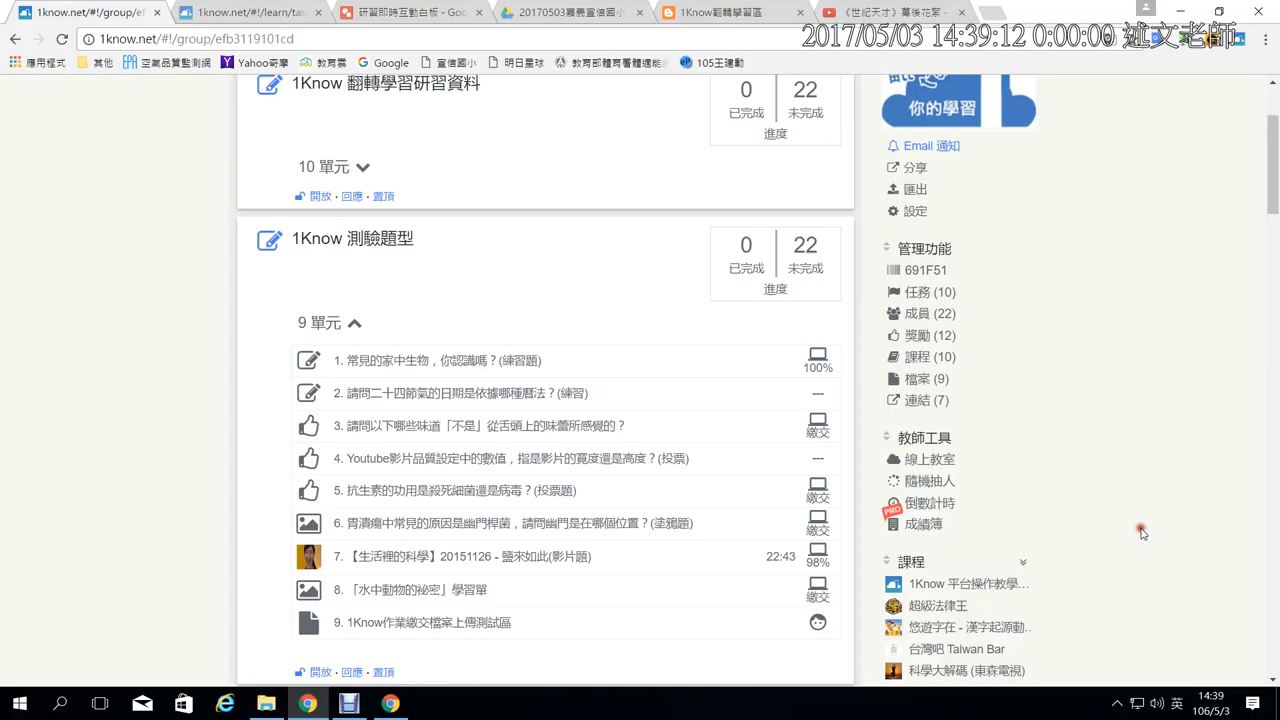 1know.net/#!/group/ef
1know.net/#!/learn/tas
研習即時互動白板 - Goo
20170503嘉義宣信國小
1Know翻轉學習區
《世紀天才》幕後花絮 -
1know.net/#!/group/efb3119101cd
2017/05/03 14:39:12 0:00:00 述文老師
應用程式 其他 空氣品質監測網 Yahoo奇摩 教育雲 Google 宣信國小 明日星球 教育部體育署體適能 105王建勳
1Know 翻轉學習研習資料
0 22
已完成 未完成
進度
10 單元
開放 · 回應 · 置頂
1Know 測驗題型
0 22
已完成 未完成
進度
9 單元
1. 常見的家中生物，你認識嗎？(練習題)
100%
2. 請問二十四節氣的日期是依據哪種曆法？(練習) ---
3. 請問以下哪些味道「不是」從舌頭上的味蕾所感覺的？
繳交
4. Youtube影片品質設定中的數值，指是影片的寬度還是高度？(投票) ---
5. 抗生素的功用是殺死細菌還是病毒？(投票題)
繳交
6. 胃潰瘍中常見的原因是幽門桿菌，請問幽門是在哪個位置？(塗鴉題)
繳交
7. 【生活裡的科學】20151126 - 鹽來如此(影片題) 22:43
98%
8. 「水中動物的祕密」學習單
繳交
9. 1Know作業繳交檔案上傳測試區
開放 · 回應 · 置頂
你的學習
Email 通知
分享
匯出
設定
管理功能
691F51
任務 (10)
成員 (22)
獎勵 (12)
課程 (10)
檔案 (9)
連結 (7)
教師工具
線上教室
隨機抽人
倒數計時
PRO
成績簿
課程
1Know 平台操作教學…
超級法律王
悠遊字在 - 漢字起源動…
台灣吧 Taiwan Bar
科學大解碼 (東森電視)
英
14:39
106/5/3